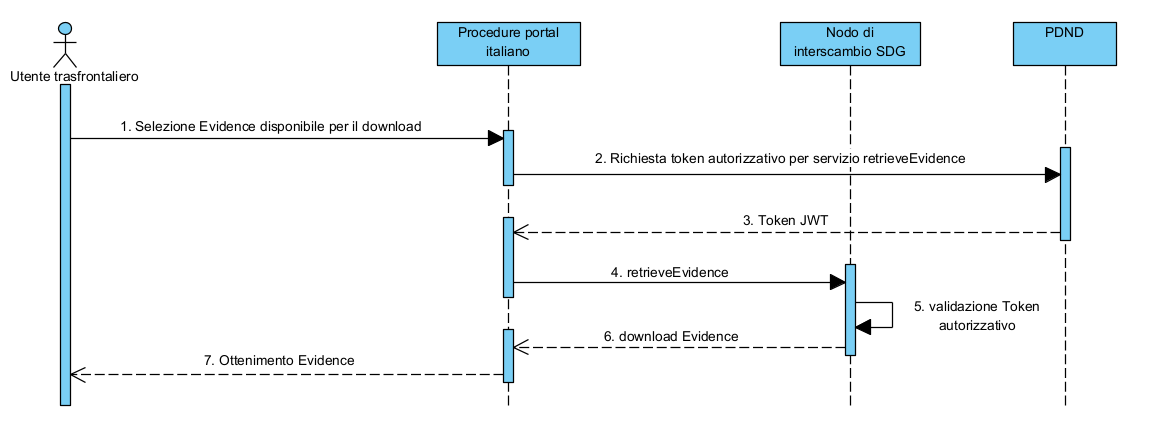 Procedure portal
italiano
Nodo di
interscambio SDG
PDND
Utente trasfrontaliero
1. Selezione Evidence disponibile per il download
2. Richiesta token autorizzativo per servizio retrieveEvidence
3. Token JWT
4. retrieveEvidence
5. validazione Token
autorizzativo
6. download Evidence
7. Ottenimento Evidence